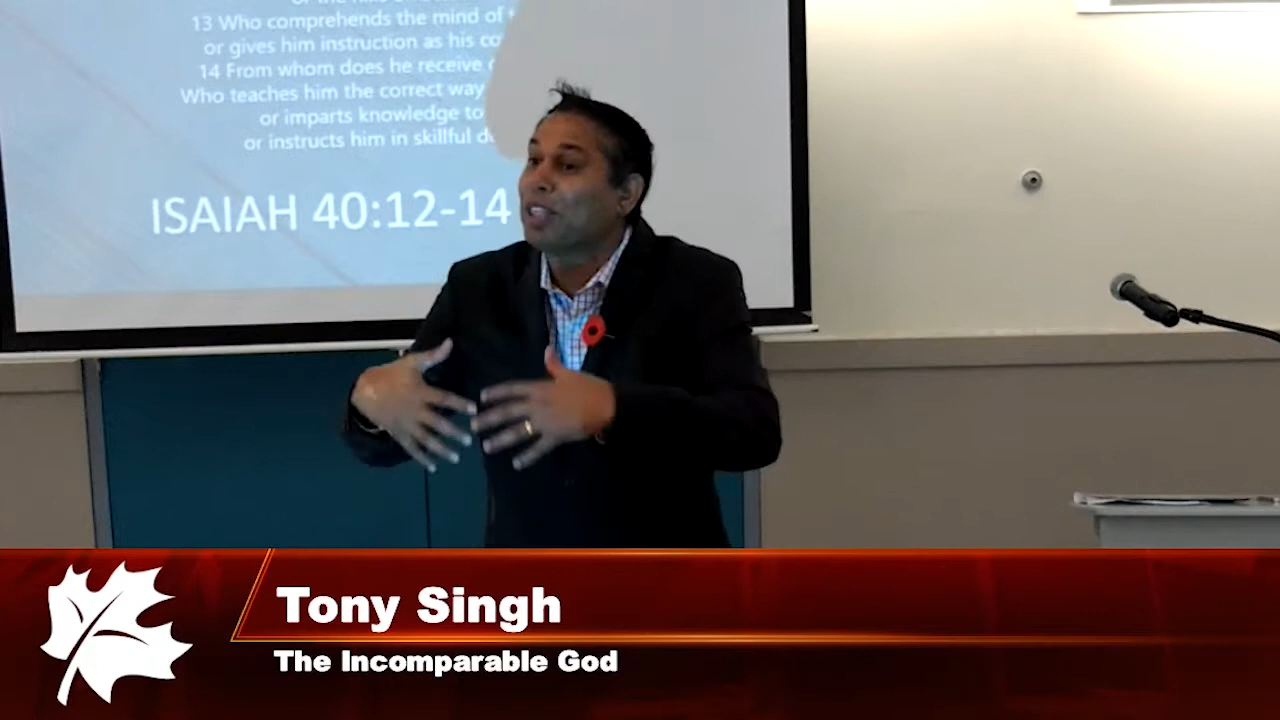 13 Who comprehends the mind of
or gives him instruction as his
14 From whom does he receive
Who teaches him the correct way
or imparts knowledge to
or instructs him in skillful
ISAIAH 40:12-14
Tony Singh
The Incomparable God